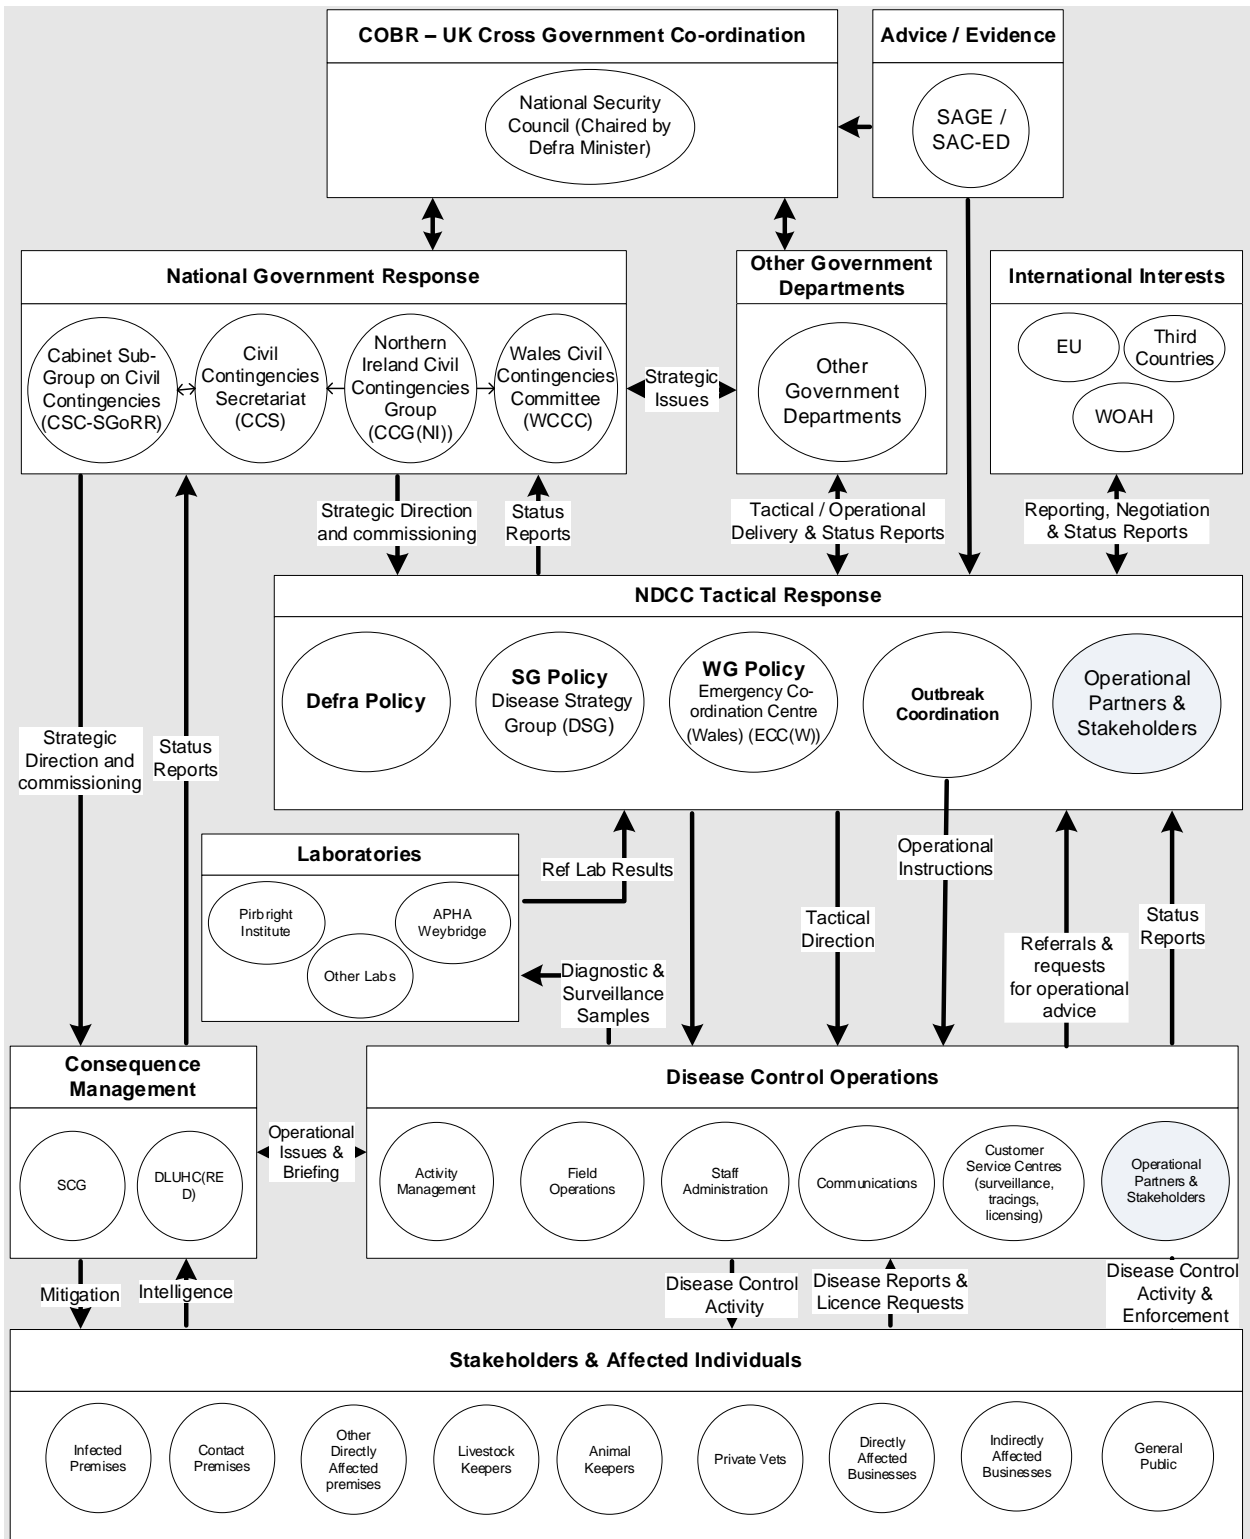 COBR – UK Cross Government Co-ordination
National Security
Council (Chaired by
Defra Minister)
Advice / Evidence
SAGE /
SAC-ED
National Government Response
Cabinet Sub-
Group on Civil
Contingencies
(CSC-SGoRR)
Civil
Contingencies
Secretariat
(CCS)
Northern
Ireland Civil
Contingencies
Group
(CCG(NI))
Wales Civil
Contingencies
Committee
(WCCC)
Strategic
Issues
Other Government
Departments
Other
Government
Departments
International Interests
EU
Third
Countries
WOAH
Strategic Direction
and commissioning
Status
Reports
Tactical / Operational
Delivery & Status Reports
Reporting, Negotiation
& Status Reports
NDCC Tactical Response
Defra Policy
SG Policy
Disease Strategy
Group (DSG)
WG Policy
Emergency Co-
ordination Centre
(Wales) (ECC(W))
Outbreak
Coordination
Operational
Partners &
Stakeholders
Strategic
Direction and
commissioning
Status
Reports
Laboratories
Pirbright
Institute
APHA
Weybridge
Other Labs
Ref Lab Results
Diagnostic &
Surveillance
Samples
Tactical
Direction
Operational
Instructions
Referrals &
requests
for operational
advice
Status
Reports
Consequence
Management
SCG
DLUHC(RE
D)
Operational
Issues &
Briefing
Disease Control Operations
Activity
Management
Field
Operations
Staff
Administration
Communications
Customer
Service Centres
(surveillance,
tracings,
licensing)
Operational
Partners &
Stakeholders
Mitigation
Intelligence
Disease Control
Activity
Disease Reports &
Licence Requests
Disease Control
Activity &
Enforcement
Stakeholders & Affected Individuals
Infected
Premises
Contact
Premises
Other
Directly
Affected
premises
Livestock
Keepers
Animal
Keepers
Private Vets
Directly
Affected
Businesses
Indirectly
Affected
Businesses
General
Public